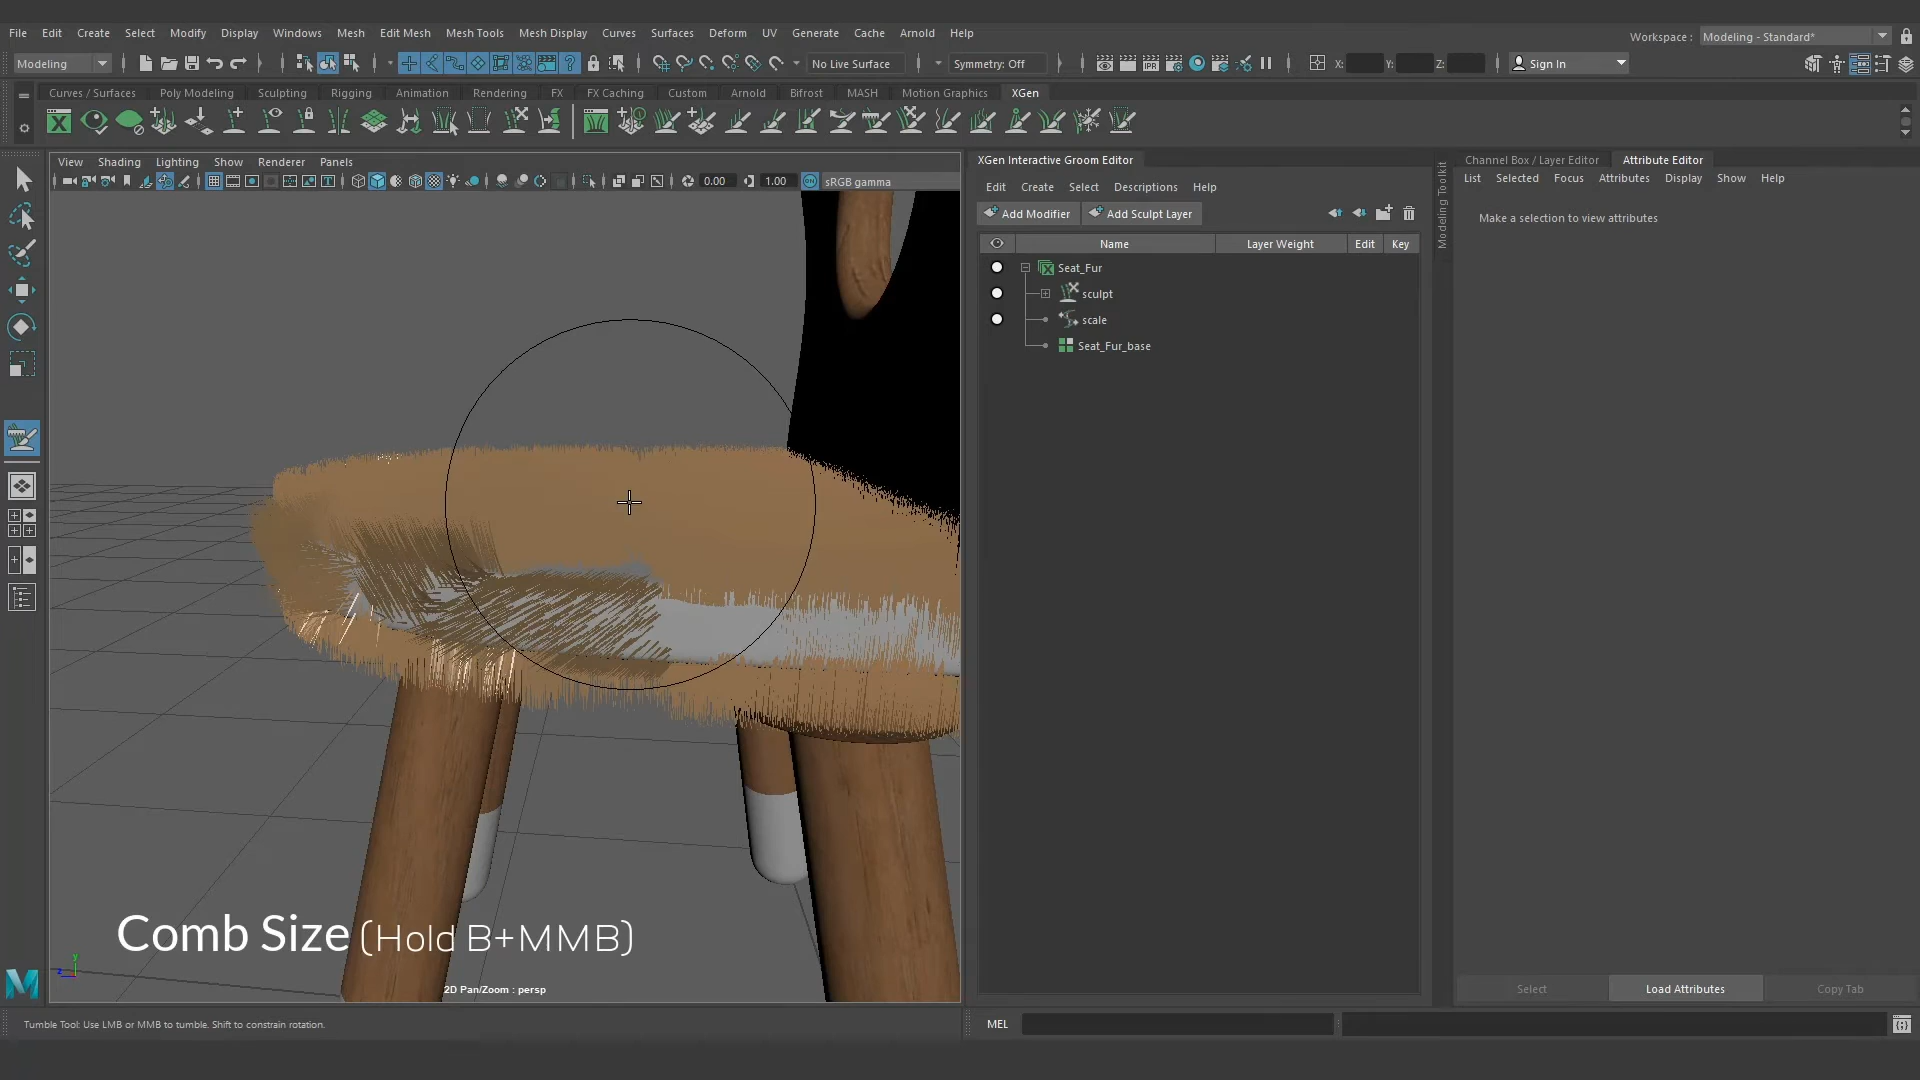 File Edit Create Select Modify Display Windows Mesh Edit Mesh Mesh Tools Mesh Display Curves Surfaces Deform UV Generate Cache Arnold Help
Workspace : Modeling - Standard*
Modeling
No Live Surface
Symmetry: Off
X:
Y:
Z:
Sign In
Curves / Surfaces Poly Modeling Sculpting Rigging Animation Rendering FX FX Caching Custom Arnold Bifrost MASH Motion Graphics XGen
View Shading Lighting Show Renderer Panels
0.00
1.00
sRGB gamma
XGen Interactive Groom Editor
Edit Create Select Descriptions Help
Add Modifier
Add Sculpt Layer
Name Layer Weight Edit Key
Seat_Fur
sculpt
scale
Seat_Fur_base
Modeling Toolkit
Channel Box / Layer Editor Attribute Editor
List Selected Focus Attributes Display Show Help
Make a selection to view attributes
Comb Size (Hold B+MMB)
2D Pan/Zoom : persp
Select Load Attributes Copy Tab
Tumble Tool: Use LMB or MMB to tumble. Shift to constrain rotation.
MEL